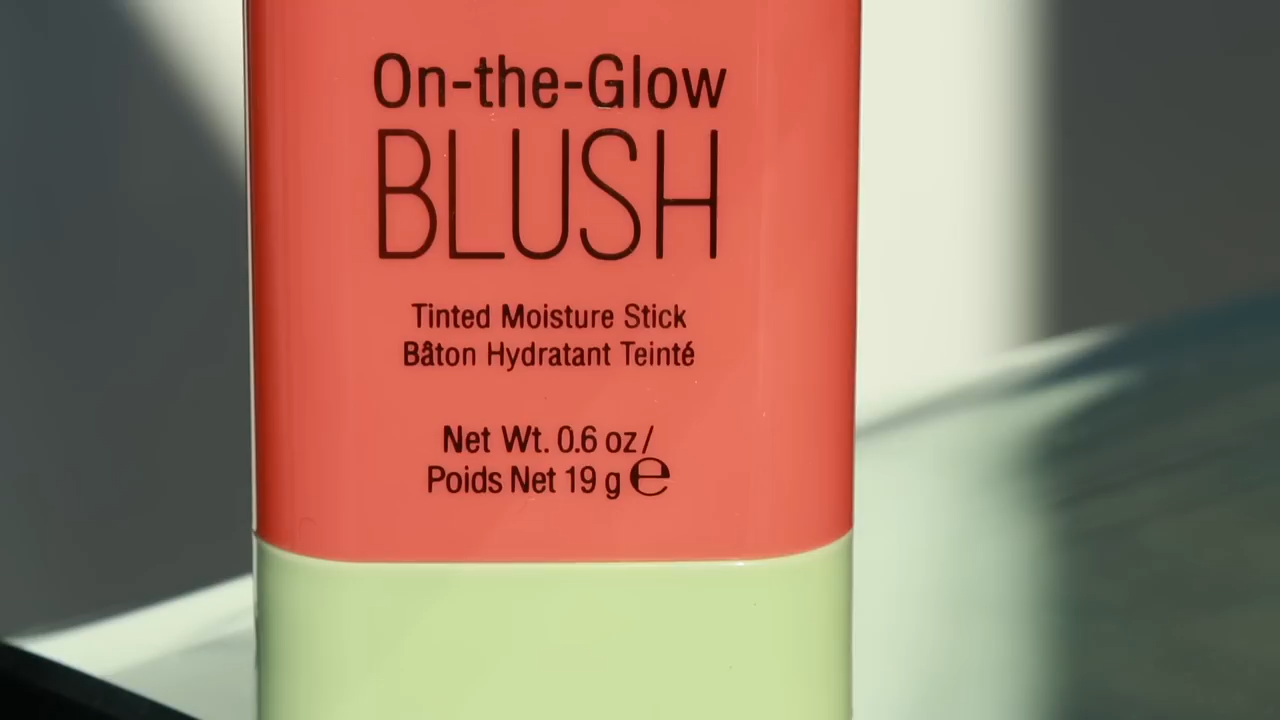 On-the-Glow
BLUSH
Tinted Moisture Stick
Bâton Hydratant Teinté
Net Wt. 0.6 oz/
Poids Net 19 g ℮